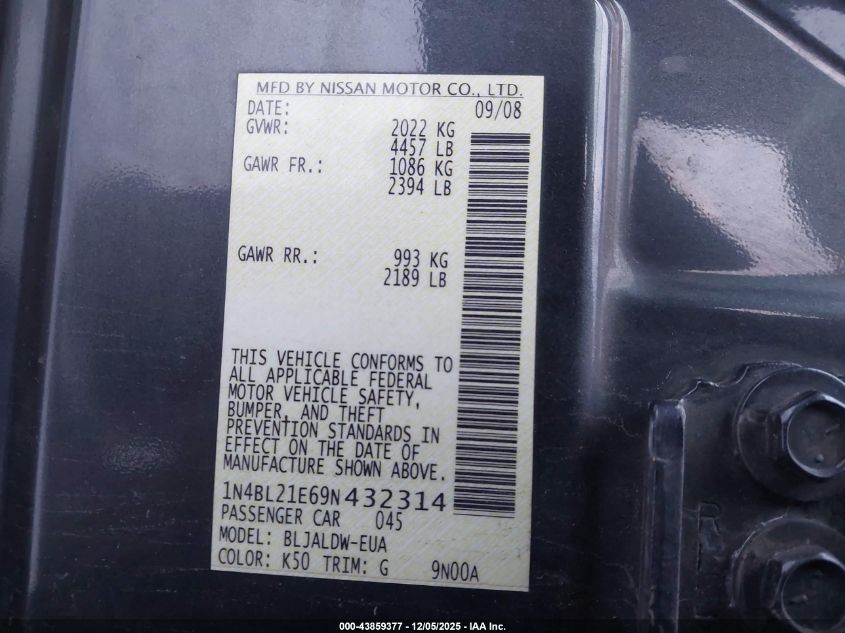 MFD BY NISSAN MOTOR CO., LTD.
DATE: 09/08
GVWR: 2022 KG
4457 LB
GAWR FR.: 1086 KG
2394 LB
GAWR RR.: 993 KG
2189 LB
THIS VEHICLE CONFORMS TO
ALL APPLICABLE FEDERAL
MOTOR VEHICLE SAFETY,
BUMPER, AND THEFT
PREVENTION STANDARDS IN
EFFECT ON THE DATE OF
MANUFACTURE SHOWN ABOVE.
1N4BL21E69N432314
PASSENGER CAR 045
MODEL: BLJALDW-EUA
COLOR: K50 TRIM: G 9N00A
000-43859377 - 12/05/2025 - IAA Inc.